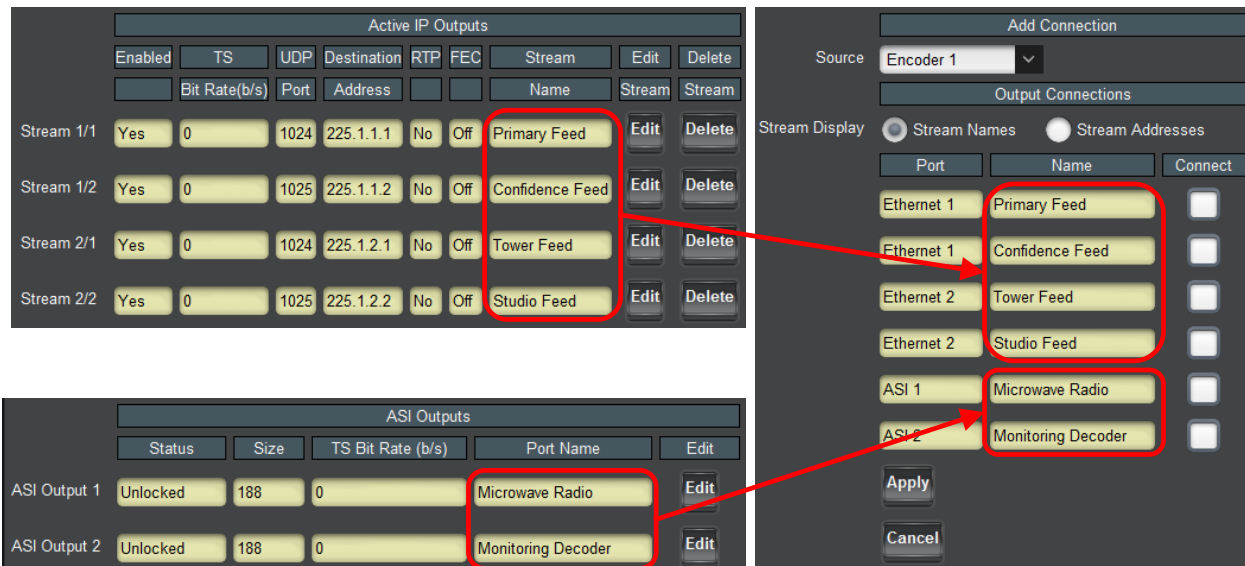 Active IP Outputs
Enabled TS UDP Destination RTP FEC Stream Edit Delete
Bit Rate(b/s) Port Address Name Stream Stream
Stream 1/1 Yes 0 1024 225.1.1.1 No Off Primary Feed Edit Delete
Stream 1/2 Yes 0 1025 225.1.1.2 No Off Confidence Feed Edit Delete
Stream 2/1 Yes 0 1024 225.1.2.1 No Off Tower Feed Edit Delete
Stream 2/2 Yes 0 1025 225.1.2.2 No Off Studio Feed Edit Delete
ASI Outputs
Status Size TS Bit Rate (b/s) Port Name Edit
ASI Output 1 Unlocked 188 0 Microwave Radio Edit
ASI Output 2 Unlocked 188 0 Monitoring Decoder Edit
Add Connection
Source Encoder 1
Output Connections
Stream Display Stream Names Stream Addresses
Port Name Connect
Ethernet 1 Primary Feed
Ethernet 1 Confidence Feed
Ethernet 2 Tower Feed
Ethernet 2 Studio Feed
ASI 1 Microwave Radio
ASI 2 Monitoring Decoder
Apply
Cancel